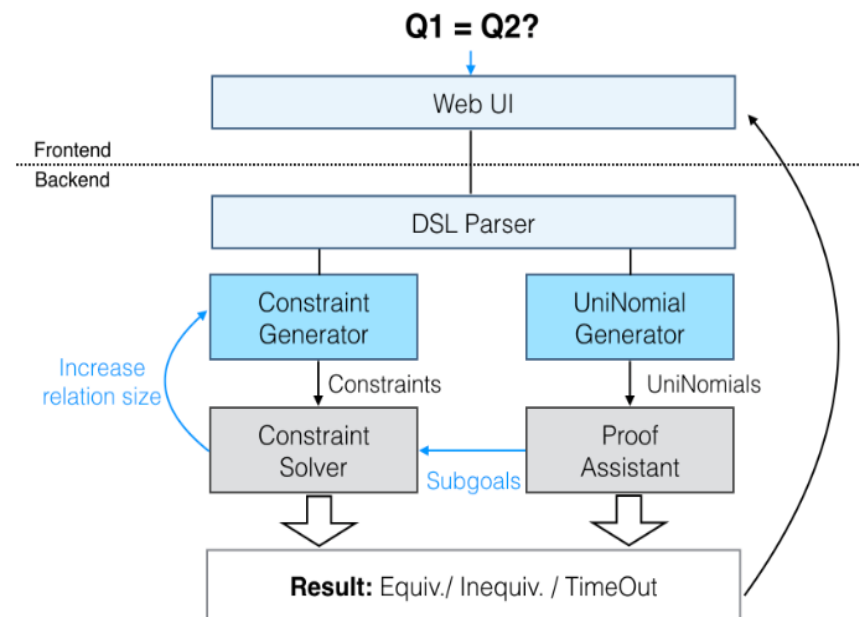 Q1 = Q2?
Web UI
Frontend
Backend
DSL Parser
Constraint
Generator
UniNomial
Generator
Increase
relation size
Constraints
UniNomials
Constraint
Solver
Subgoals
Proof
Assistant
Result: Equiv./ Inequiv. / TimeOut